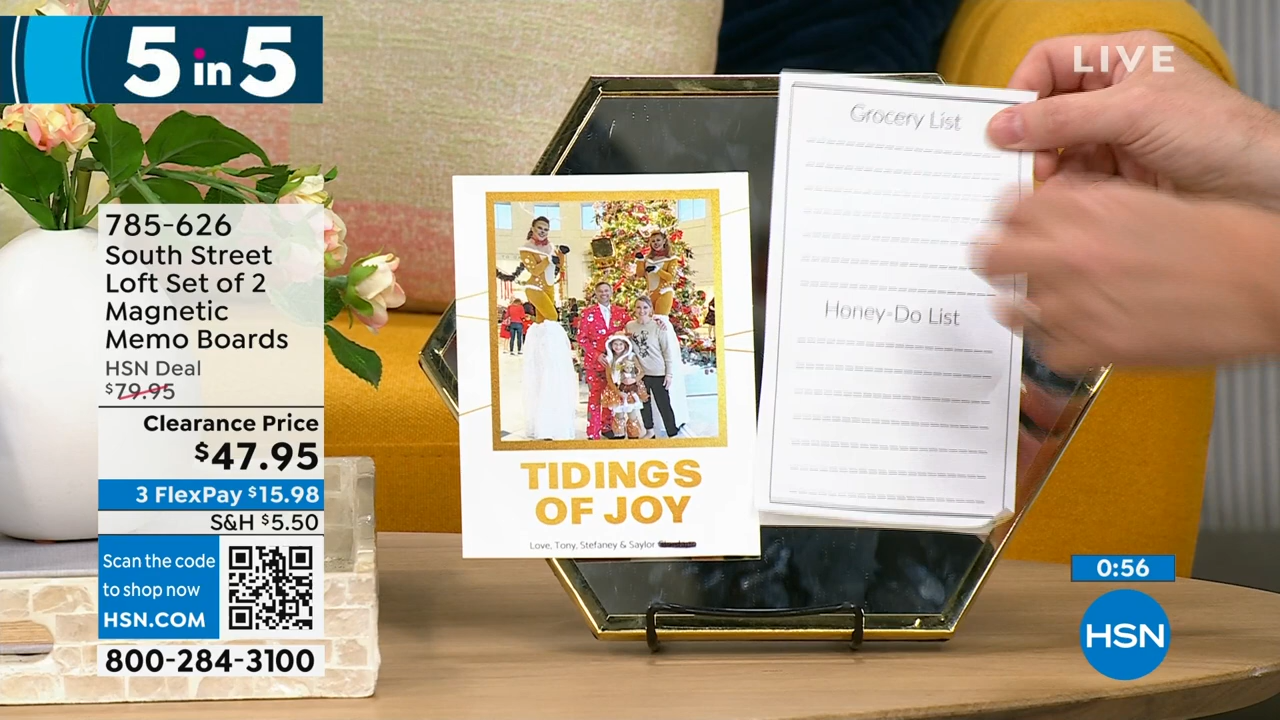 5 in 5
LIVE
785-626
South Street
Loft Set of 2
Magnetic
Memo Boards
HSN Deal
$79.95
Clearance Price
$47.95
3 FlexPay $15.98
S&H $5.50
Scan the code
to shop now
HSN.COM
800-284-3100
TIDINGS
OF JOY
Love, Tony, Stefaney & Saylor
Grocery List
Honey-Do List
0:56
HSN